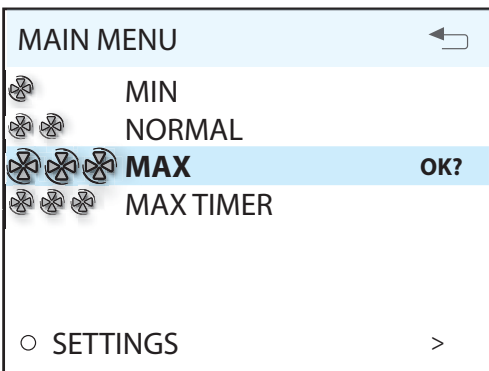 MAIN MENU
MIN
NORMAL
MAX OK?
MAX TIMER
SETTINGS >